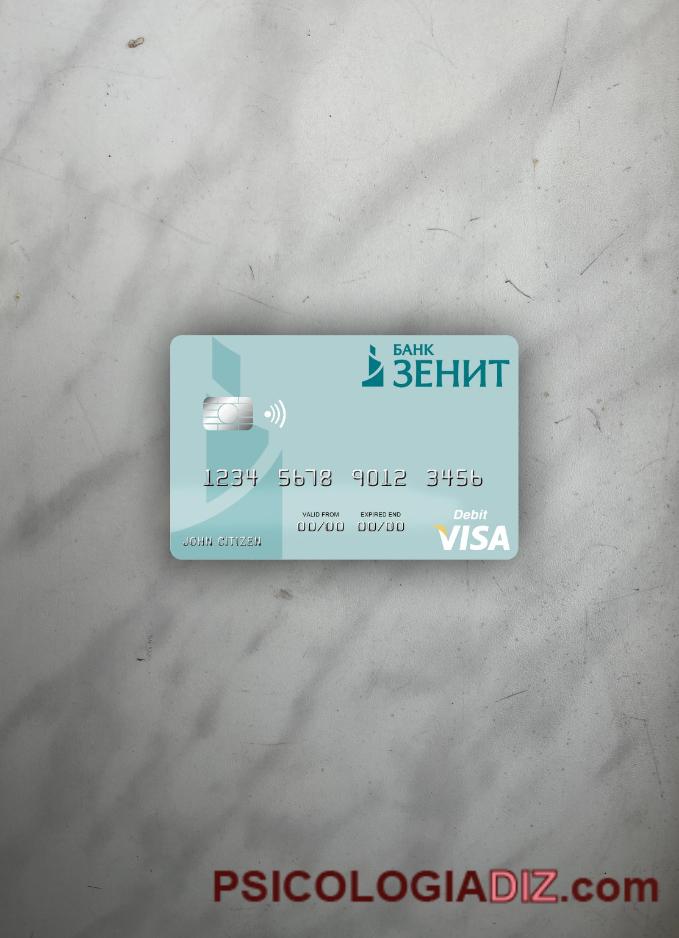 БАНК
ЗЕНИТ
1234 5678 9012 3456
VALID FROM EXPIRED END
00/00 00/00
Debit
JOHN CITIZEN
VISA
PSICOLOGIADIZ.com